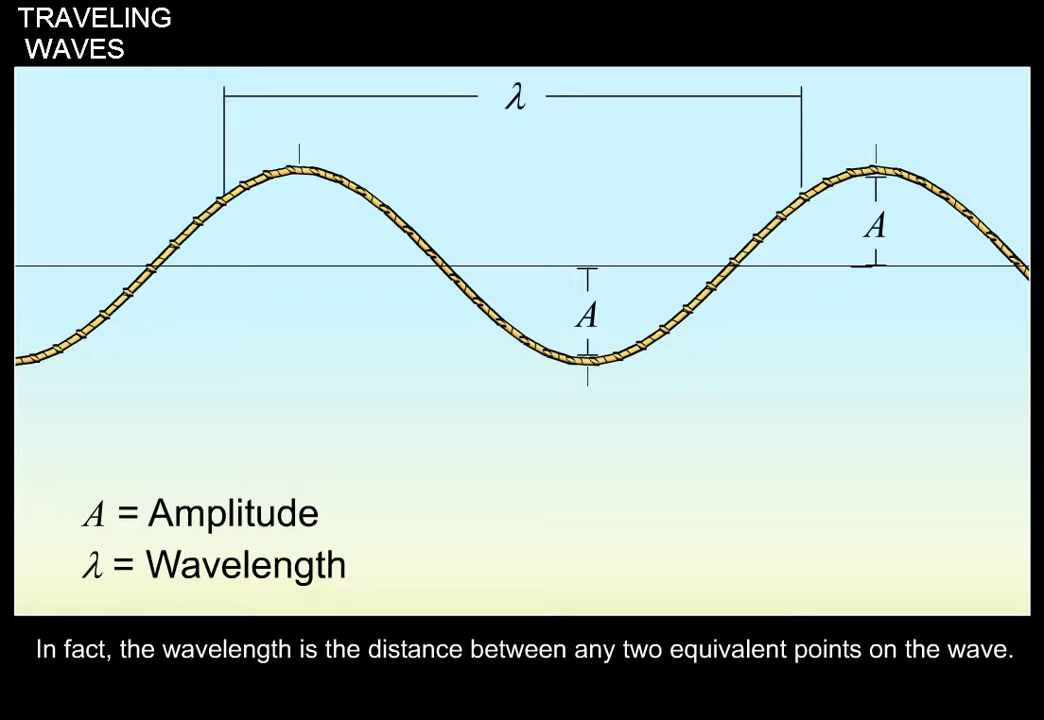 TRAVELING
WAVES
λ
A
A
A = Amplitude
λ = Wavelength
In fact, the wavelength is the distance between any two equivalent points on the wave.